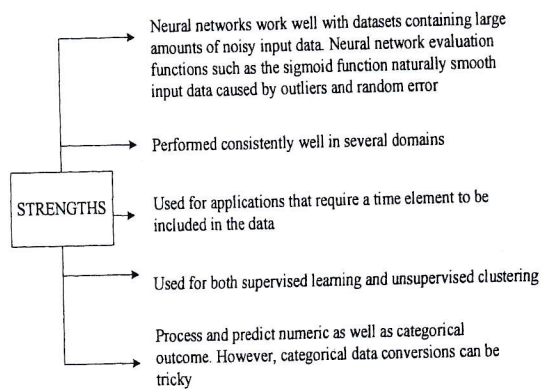 Neural networks work well with datasets containing large
amounts of noisy input data. Neural network evaluation
functions such as the sigmoid function naturally smooth
input data caused by outliers and random error
Performed consistently well in several domains
STRENGTHS
Used for applications that require a time element to be
included in the data
Used for both supervised learning and unsupervised clustering
Process and predict numeric as well as categorical
outcome. However, categorical data conversions can be
tricky